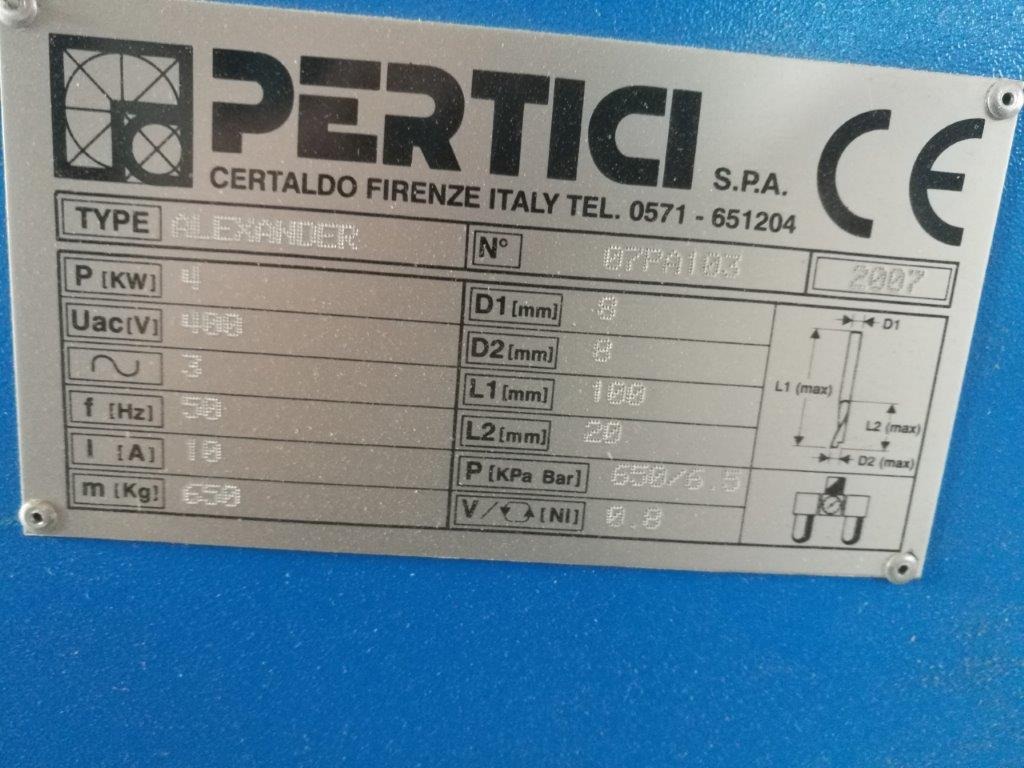 PERTICI S.P.A. CE
CERTALDO FIRENZE ITALY TEL. 0571 - 651204
TYPE ALEXANDER N° 07PA103 2007
P [KW] 4
Uac[V] 400
3
f [Hz] 50
I [A] 10
m [Kg] 650
D1 [mm] 8
D2 [mm] 8
L1 [mm] 100
L2 [mm] 20
P [KPa Bar] 650/6.5
V/ [Nl] 0.8
D1
L1 (max)
L2 (max)
D2 (max)